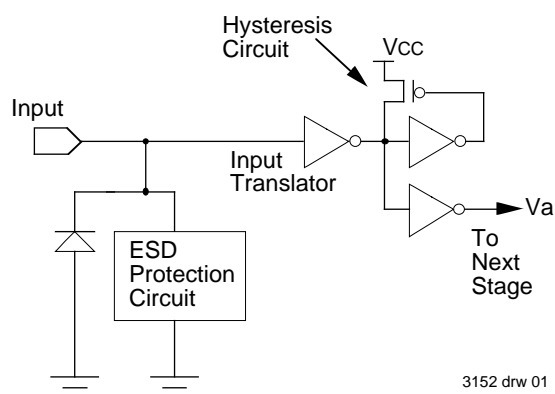 Hysteresis
Circuit
VCC
Input
Input
Translator
Va
To
Next
Stage
ESD
Protection
Circuit
3152 drw 01